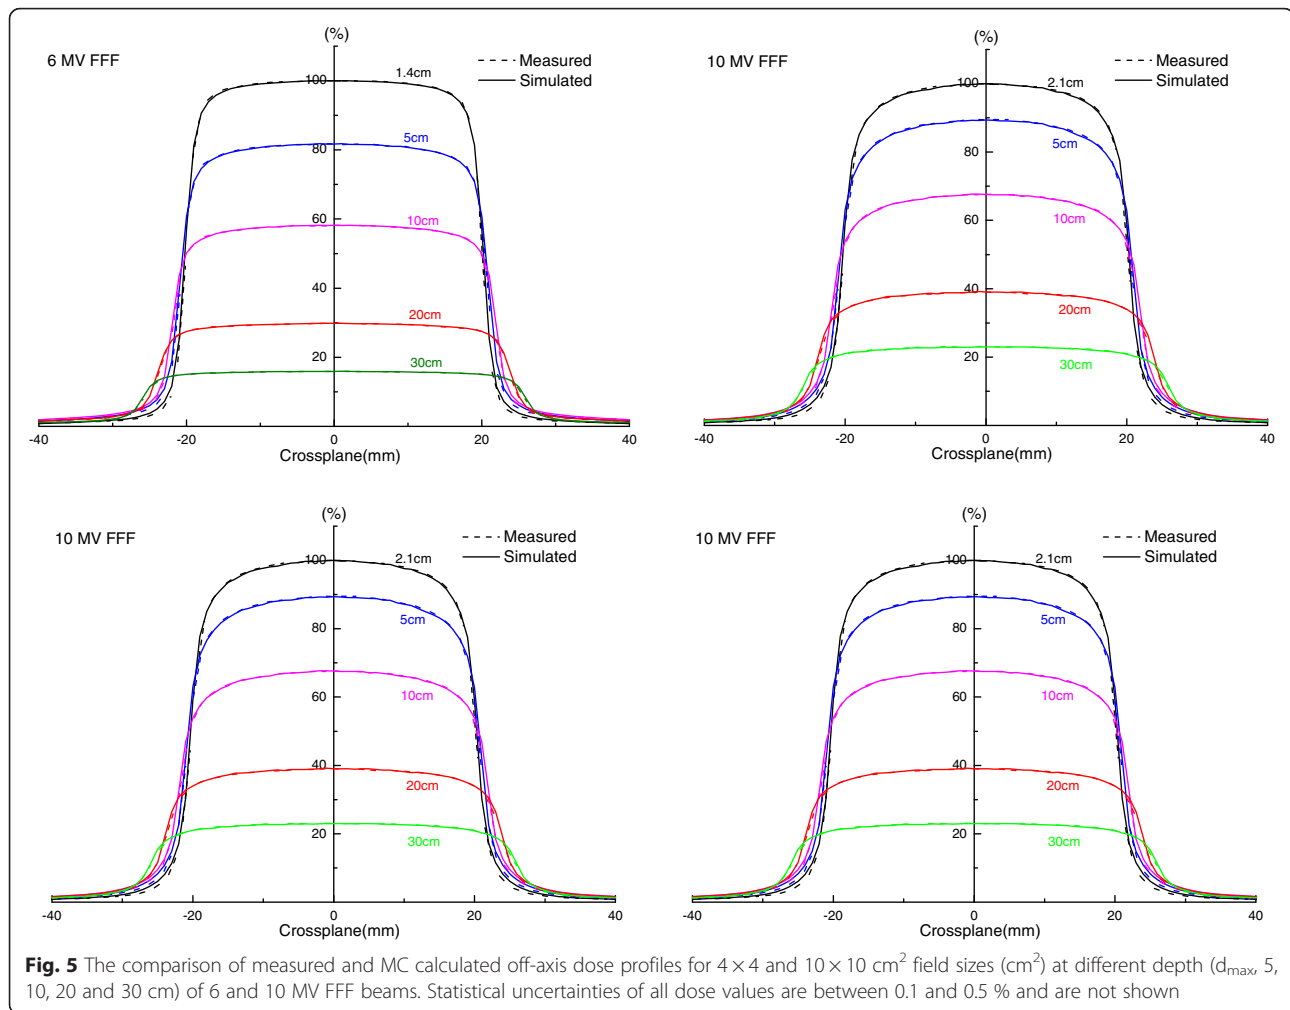 (%)
6 MV FFF
Measured
Simulated
1.4cm
100
5cm
80
10cm
60
40
20cm
30cm
20
-40 -20 0 20 40
Crossplane(mm)
(%)
10 MV FFF
Measured
Simulated
2.1cm
100
5cm
80
10cm
60
40
20cm
30cm
20
-40 -20 0 20 40
Crossplane(mm)
(%)
10 MV FFF
Measured
Simulated
2.1cm
100
5cm
80
10cm
60
40
20cm
30cm
20
-40 -20 0 20 40
Crossplane(mm)
(%)
10 MV FFF
Measured
Simulated
2.1cm
100
5cm
80
10cm
60
40
20cm
30cm
20
-40 -20 0 20 40
Crossplane(mm)
Fig. 5 The comparison of measured and MC calculated off-axis dose profiles for 4 × 4 and 10 × 10 cm² field sizes (cm²) at different depth (dmax, 5,
10, 20 and 30 cm) of 6 and 10 MV FFF beams. Statistical uncertainties of all dose values are between 0.1 and 0.5 % and are not shown